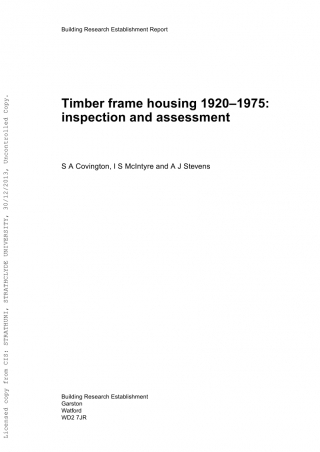 Building Research Establishment Report
Timber frame housing 1920–1975:
inspection and assessment
S A Covington, I S McIntyre and A J Stevens
Building Research Establishment
Garston
Watford
WD2 7JR
Licensed copy from CIS: STRATHUNI, STRATHCLYDE UNIVERSITY, 30/12/2013, Uncontrolled Copy.